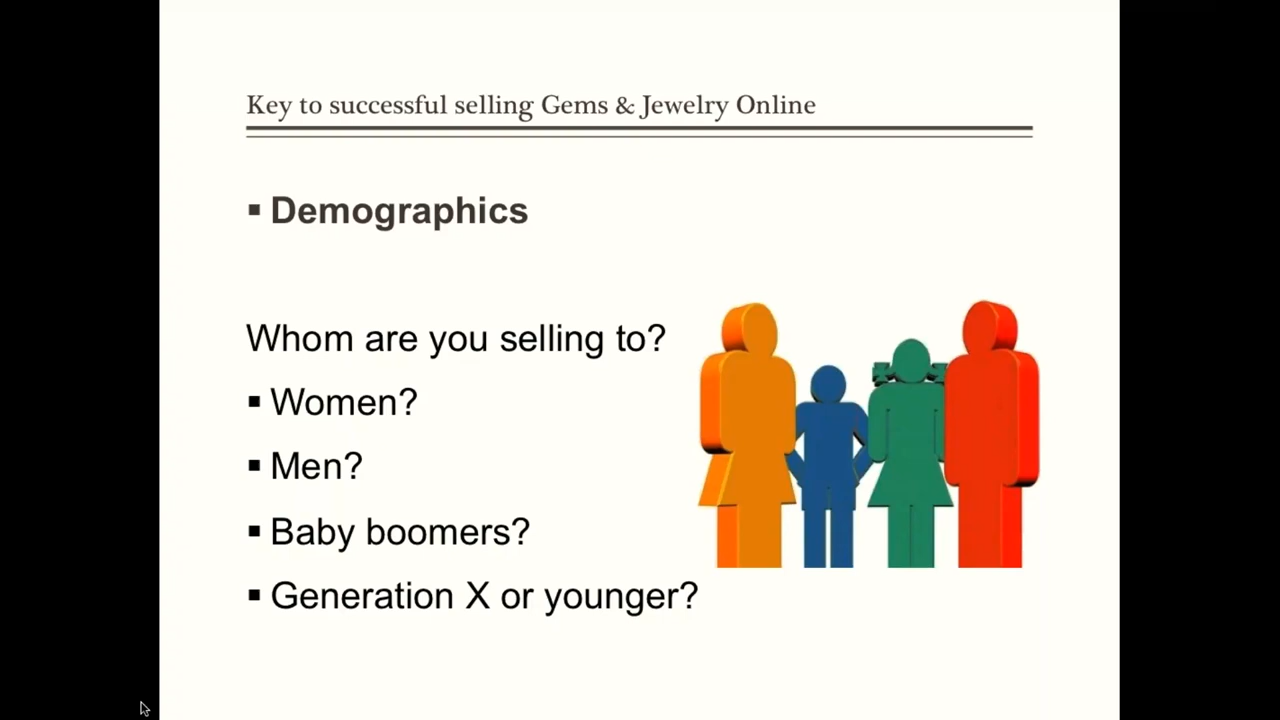 Key to successful selling Gems & Jewelry Online
▪ Demographics
Whom are you selling to?
▪ Women?
▪ Men?
▪ Baby boomers?
▪ Generation X or younger?